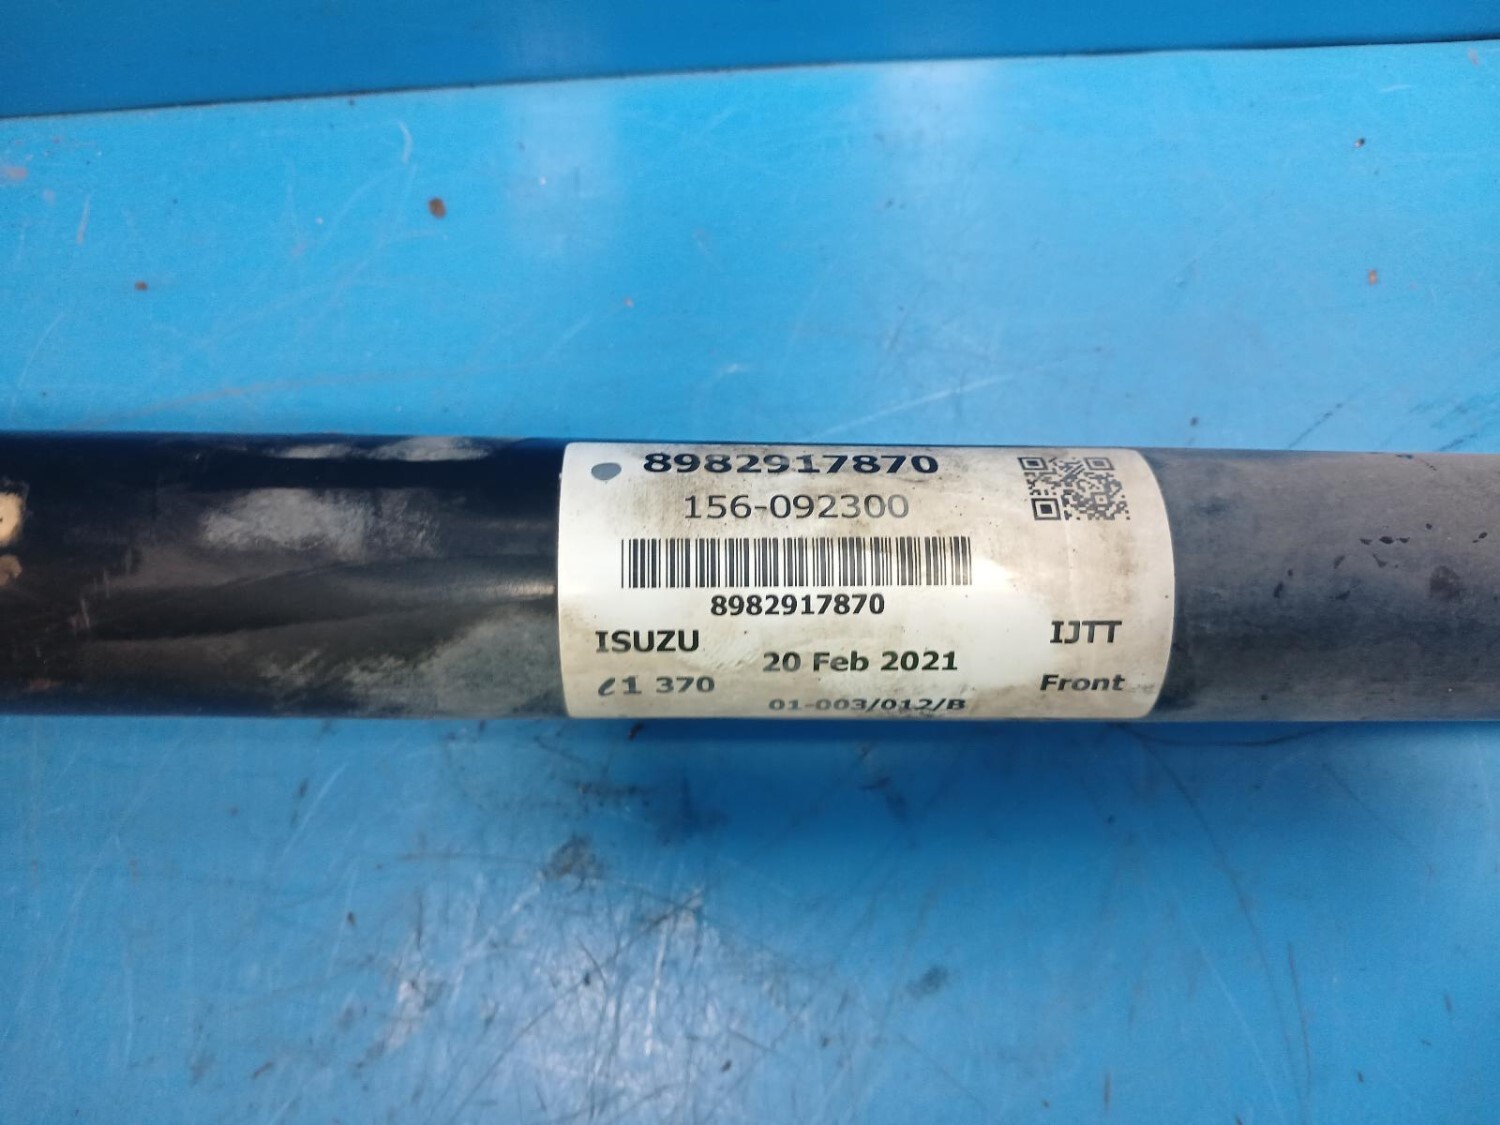 8982917870
156-092300
8982917870
ISUZU
IJTT
20 Feb 2021
ℓ1 370
Front
01-003/012/B